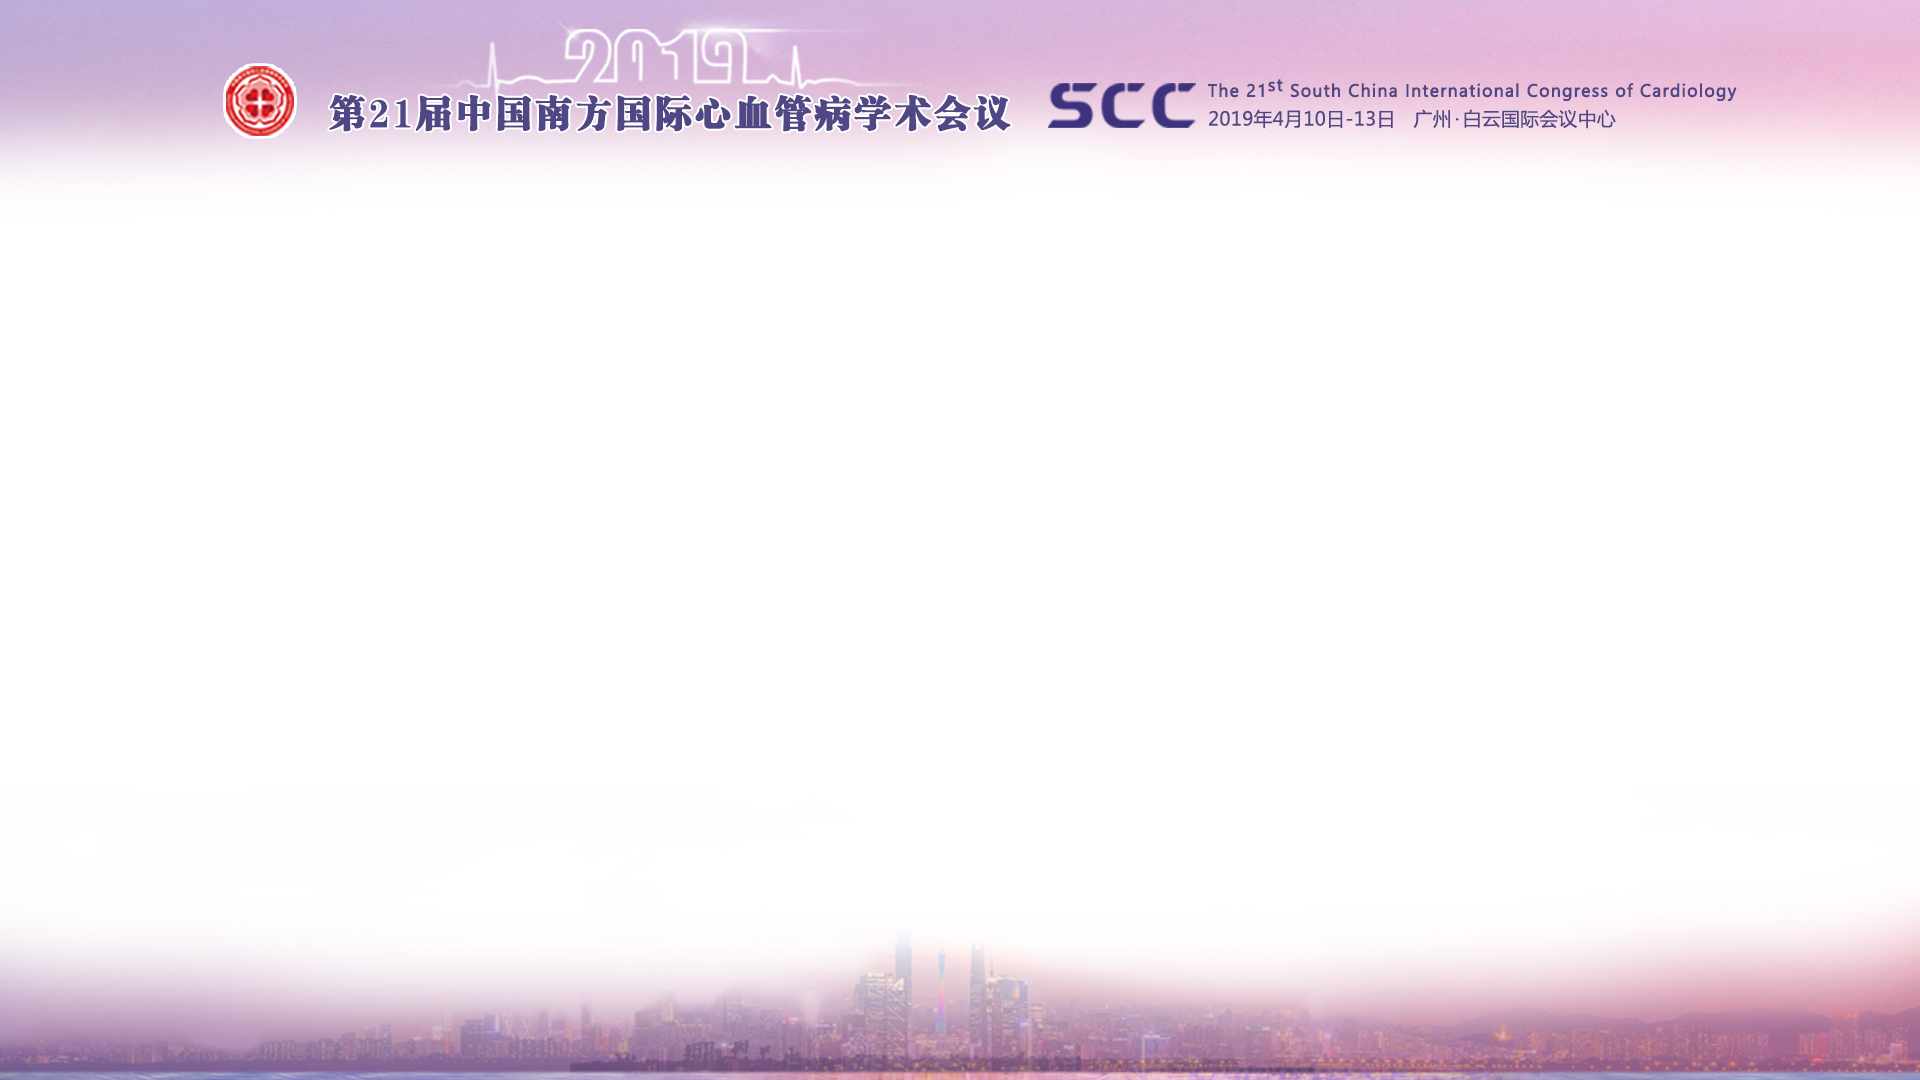 2019
第21届中国南方国际心血管病学术会议
SCC
The 21st South China International Congress of Cardiology
2019年4月10日-13日 广州·白云国际会议中心